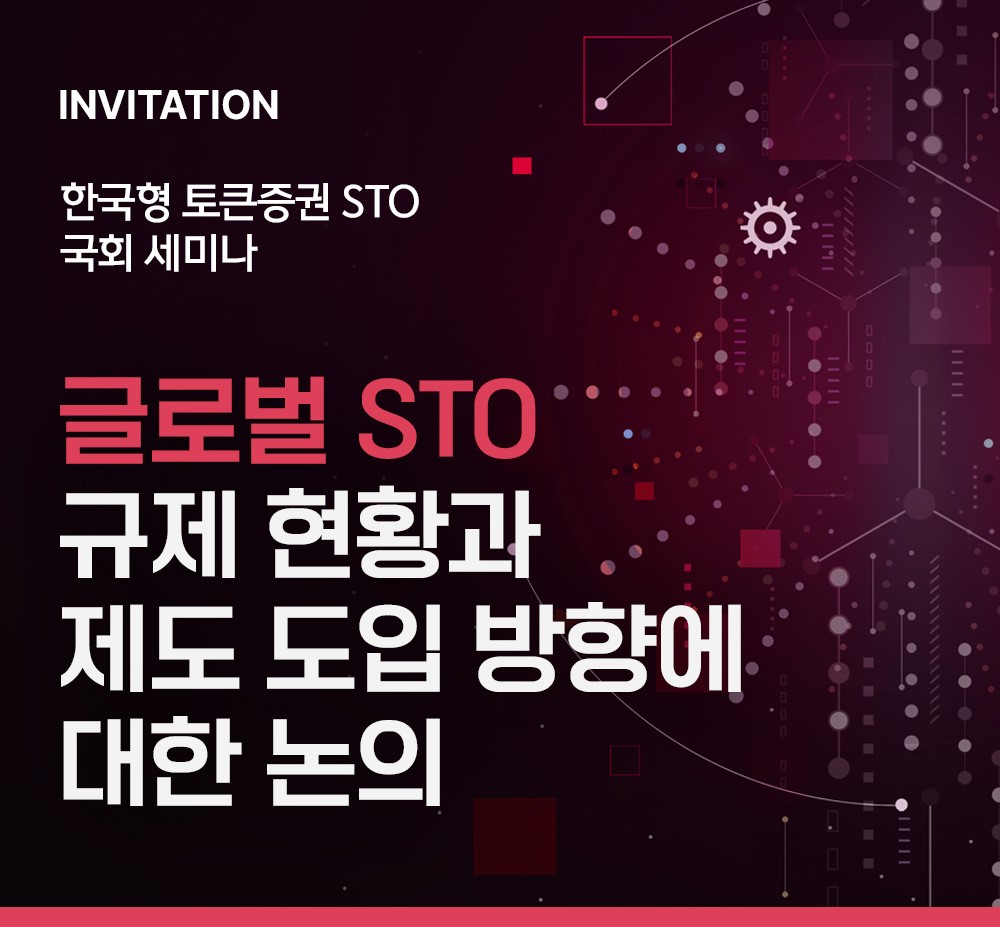 INVITATION
한국형 토큰증권 STO
국회 세미나
글로벌 STO
규제 현황과
제도 도입 방향에
대한 논의